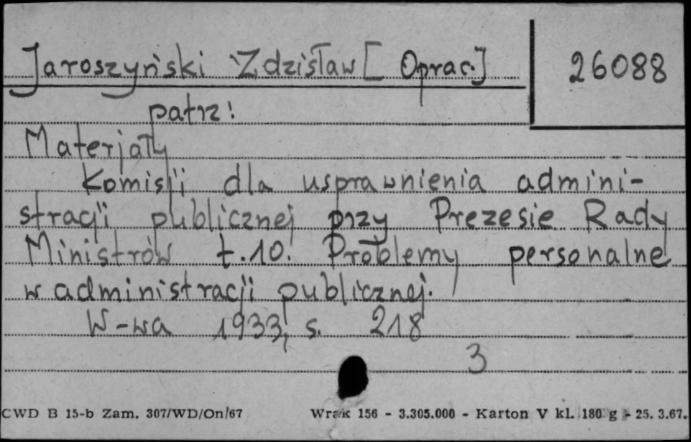 Jaroszyński Zdzisław [Oprac.]
26088
patrz:
Materjały
Komisji dla usprawnienia admini-
stracji publicznej przy Prezesie Rady
Ministrów t.10. Problemy personalne
w administracji publicznej.
W-wa 1933, s. 218
3
CWD B 15-b Zam. 307/WD/On/67 Wrak 156 - 3.305.000 - Karton V kl. 180 g - 25. 3.67.